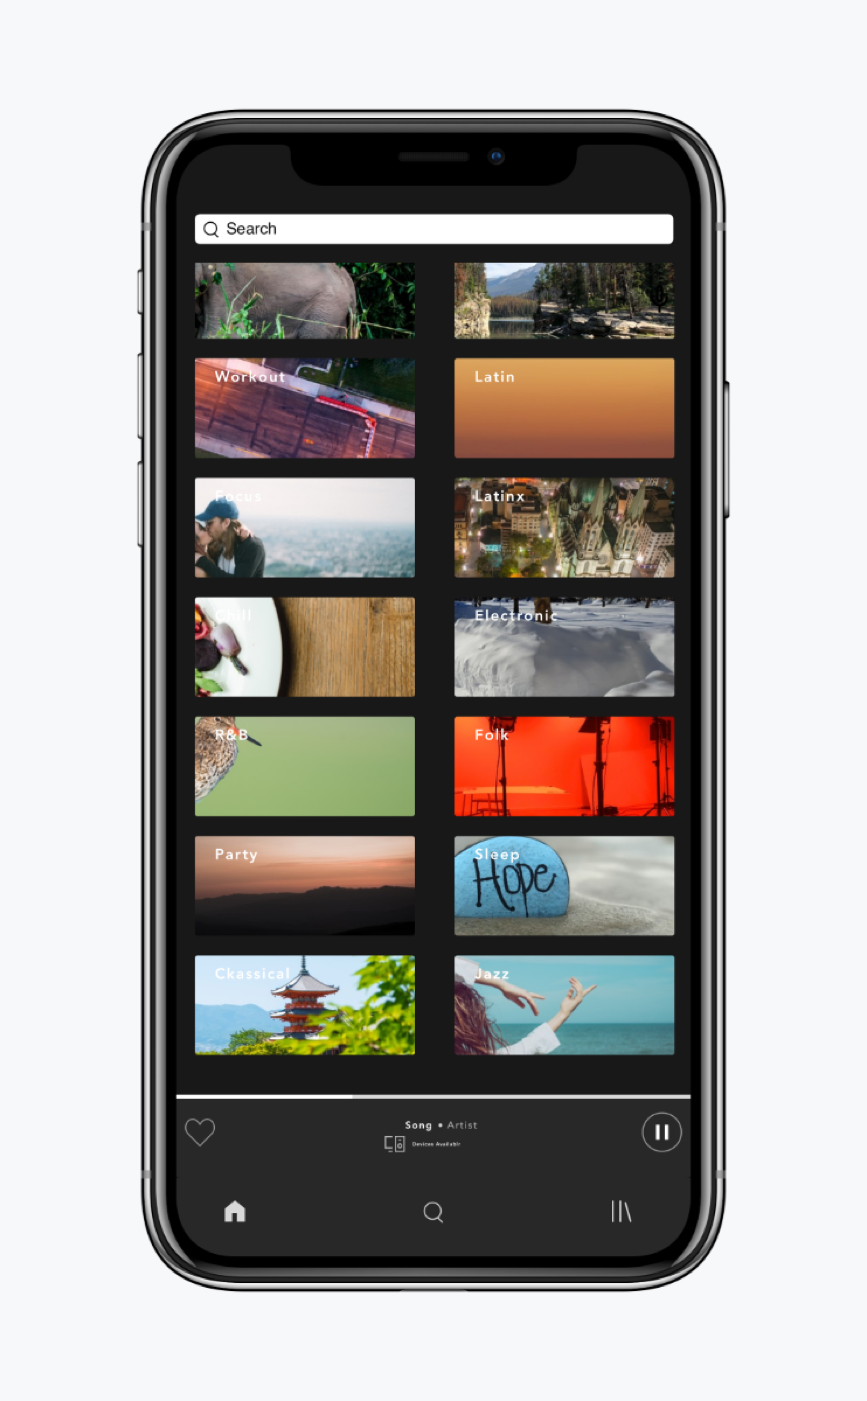 Search
Workout
Latin
Focus
Latinx
Chill
Electronic
R&B
Folk
Party
Sleep
Hope
Ckassical
Jazz
Song • Artist
Devices Available